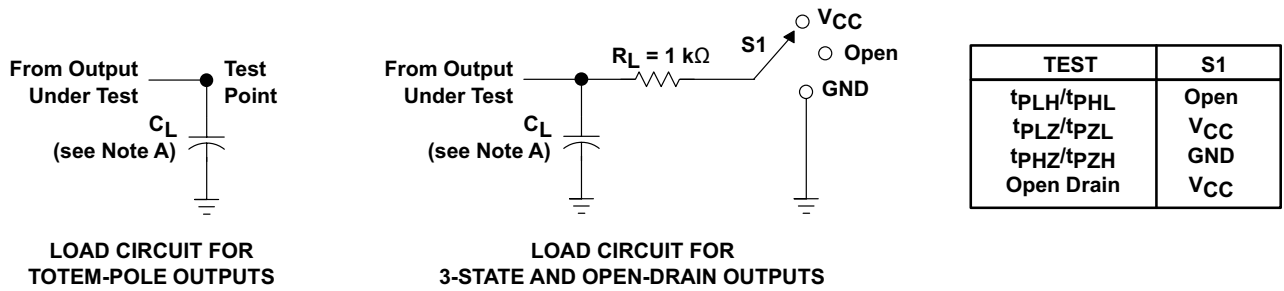 From Output
Under Test
Test
Point
CL
(see Note A)
LOAD CIRCUIT FOR
TOTEM-POLE OUTPUTS
From Output
Under Test
RL = 1 kΩ
S1
VCC
Open
GND
CL
(see Note A)
LOAD CIRCUIT FOR
3-STATE AND OPEN-DRAIN OUTPUTS
TEST S1
tPLH/tPHL Open
tPLZ/tPZL VCC
tPHZ/tPZH GND
Open Drain VCC